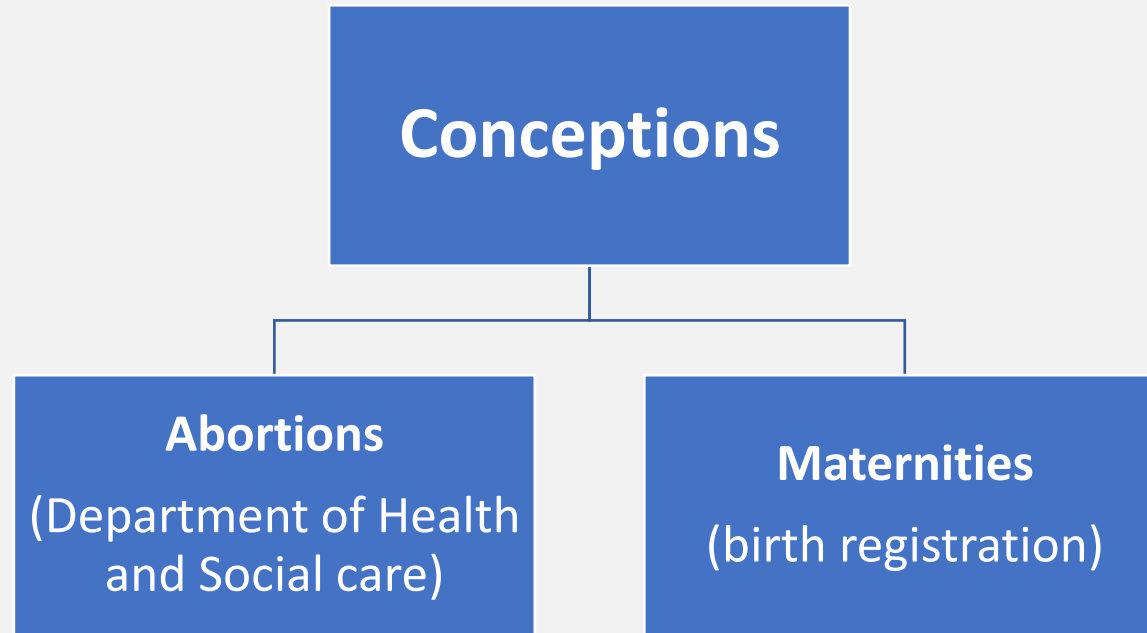 Conceptions
Abortions
(Department of Health
and Social care)
Maternities
(birth registration)